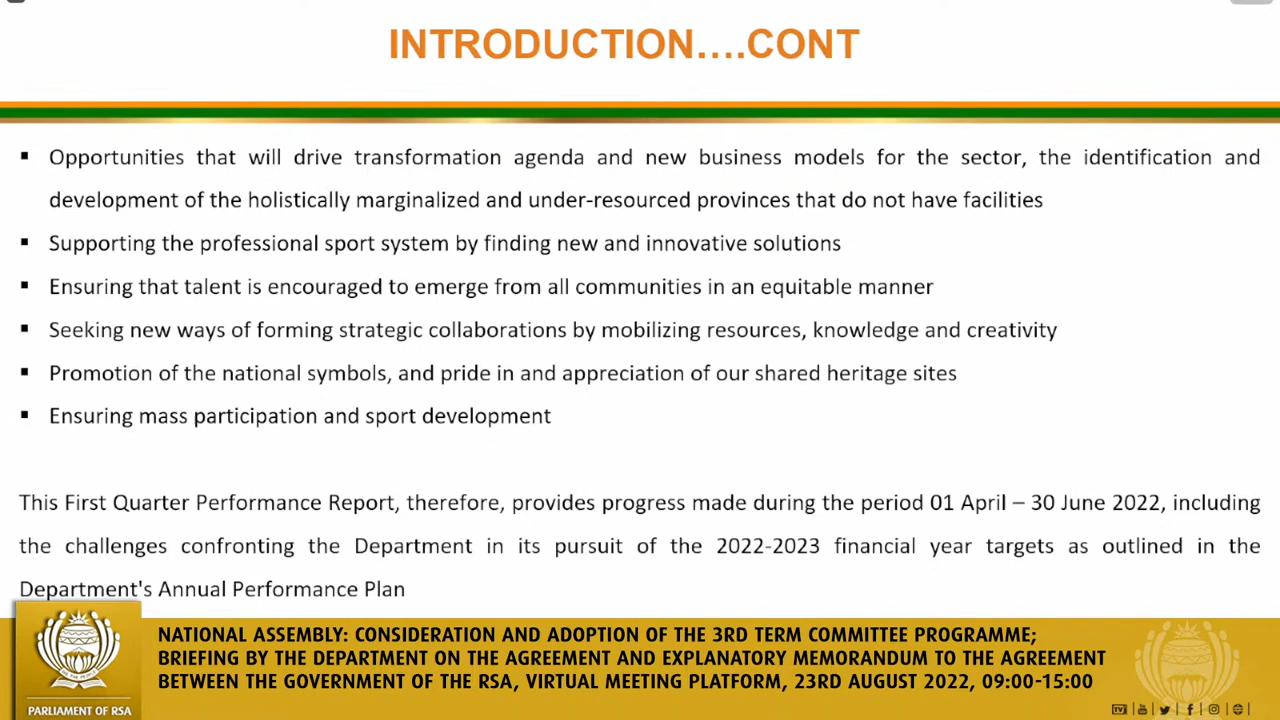 INTRODUCTION....CONT
▪ Opportunities that will drive transformation agenda and new business models for the sector, the identification and
development of the holistically marginalized and under-resourced provinces that do not have facilities
▪ Supporting the professional sport system by finding new and innovative solutions
▪ Ensuring that talent is encouraged to emerge from all communities in an equitable manner
▪ Seeking new ways of forming strategic collaborations by mobilizing resources, knowledge and creativity
▪ Promotion of the national symbols, and pride in and appreciation of our shared heritage sites
▪ Ensuring mass participation and sport development
This First Quarter Performance Report, therefore, provides progress made during the period 01 April – 30 June 2022, including
the challenges confronting the Department in its pursuit of the 2022-2023 financial year targets as outlined in the
Department's Annual Performance Plan
NATIONAL ASSEMBLY: CONSIDERATION AND ADOPTION OF THE 3RD TERM COMMITTEE PROGRAMME;
BRIEFING BY THE DEPARTMENT ON THE AGREEMENT AND EXPLANATORY MEMORANDUM TO THE AGREEMENT
BETWEEN THE GOVERNMENT OF THE RSA, VIRTUAL MEETING PLATFORM, 23RD AUGUST 2022, 09:00-15:00
PARLIAMENT OF RSA